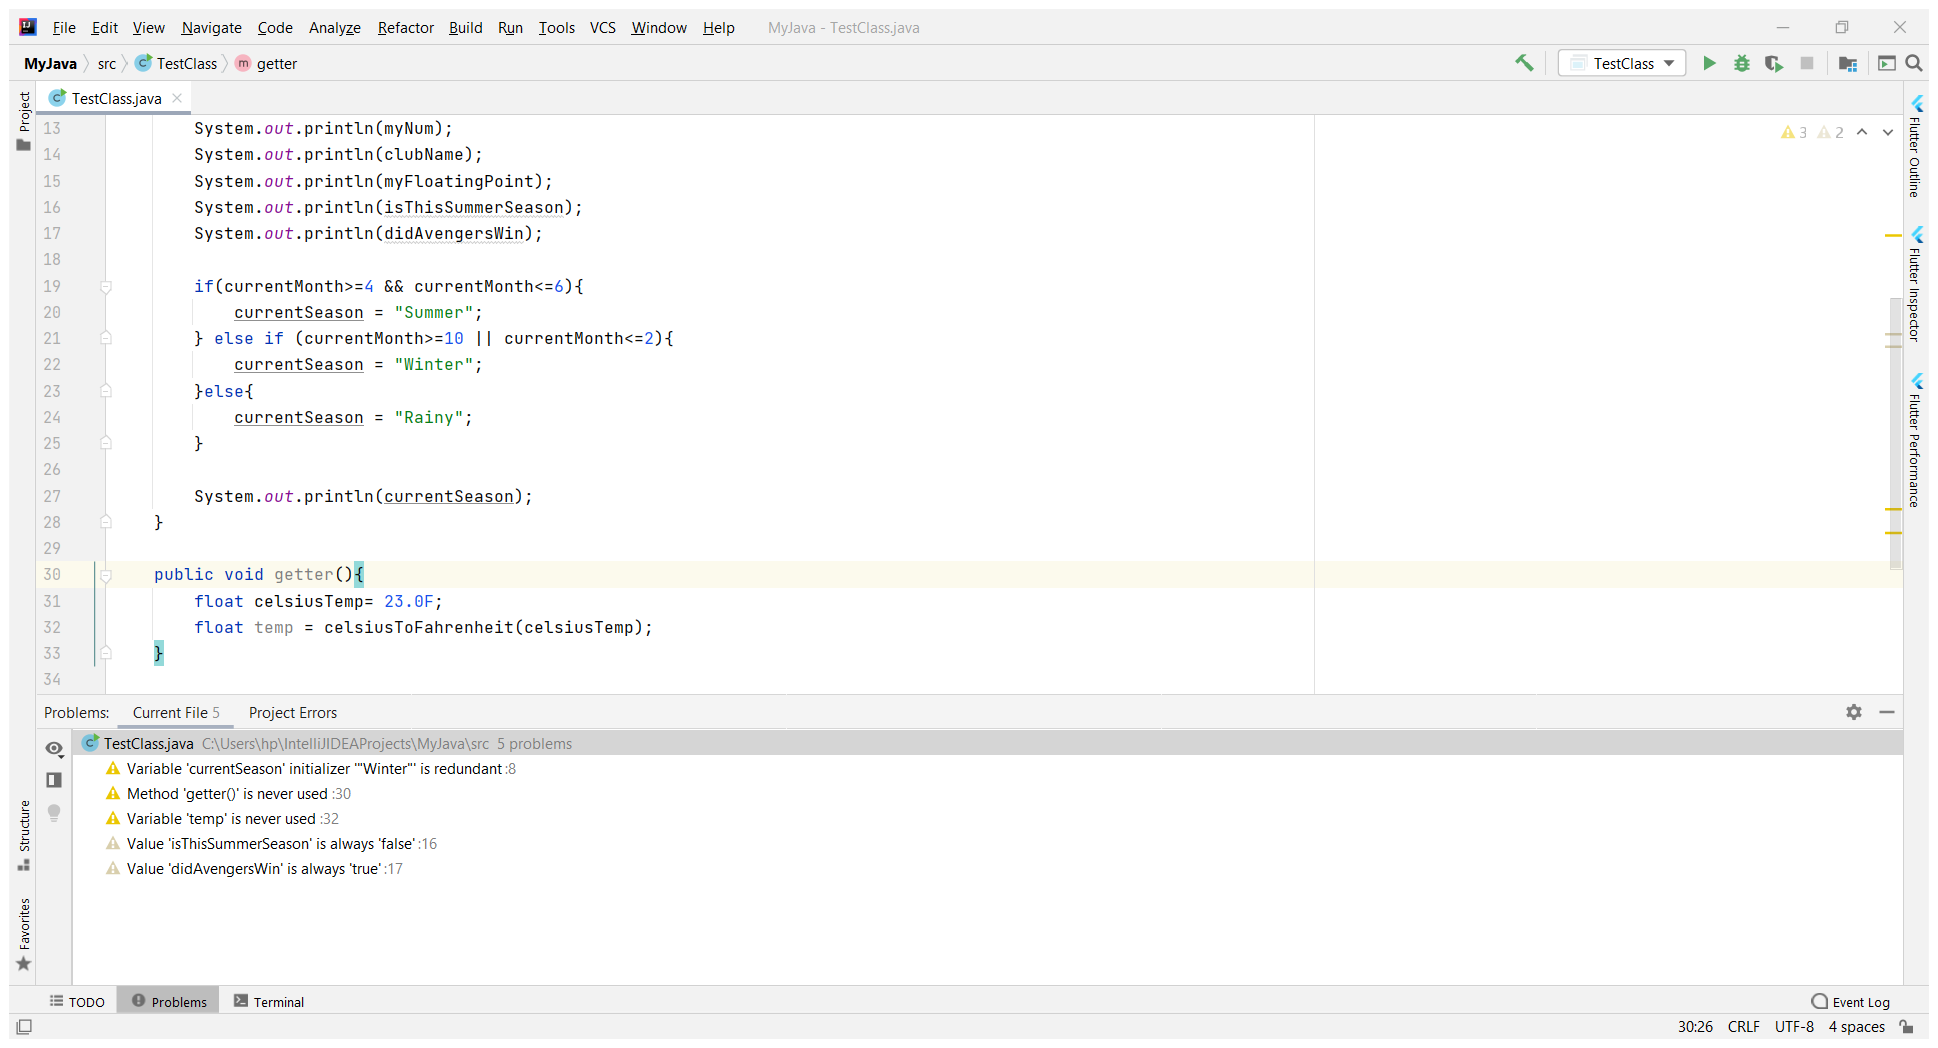 File Edit View Navigate Code Analyze Refactor Build Run Tools VCS Window Help MyJava - TestClass.java
MyJava src TestClass getter TestClass
TestClass.java
Project
13 System.out.println(myNum); 3 2
14 System.out.println(clubName);
15 System.out.println(myFloatingPoint);
16 System.out.println(isThisSummerSeason);
17 System.out.println(didAvengersWin);
18
19 if(currentMonth>=4 && currentMonth<=6){
20 currentSeason = "Summer";
21 } else if (currentMonth>=10 || currentMonth<=2){
22 currentSeason = "Winter";
23 }else{
24 currentSeason = "Rainy";
25 }
26
27 System.out.println(currentSeason);
28 }
29
30 public void getter(){
31 float celsiusTemp= 23.0F;
32 float temp = celsiusToFahrenheit(celsiusTemp);
33 }
34
Flutter Outline
Flutter Inspector
Flutter Performance
Problems: Current File 5 Project Errors
TestClass.java C:\Users\hp\IntelliJIDEAProjects\MyJava\src 5 problems
Variable 'currentSeason' initializer '"Winter"' is redundant :8
Method 'getter()' is never used :30
Variable 'temp' is never used :32
Value 'isThisSummerSeason' is always 'false' :16
Value 'didAvengersWin' is always 'true' :17
Structure
Favorites
TODO Problems Terminal Event Log
30:26 CRLF UTF-8 4 spaces